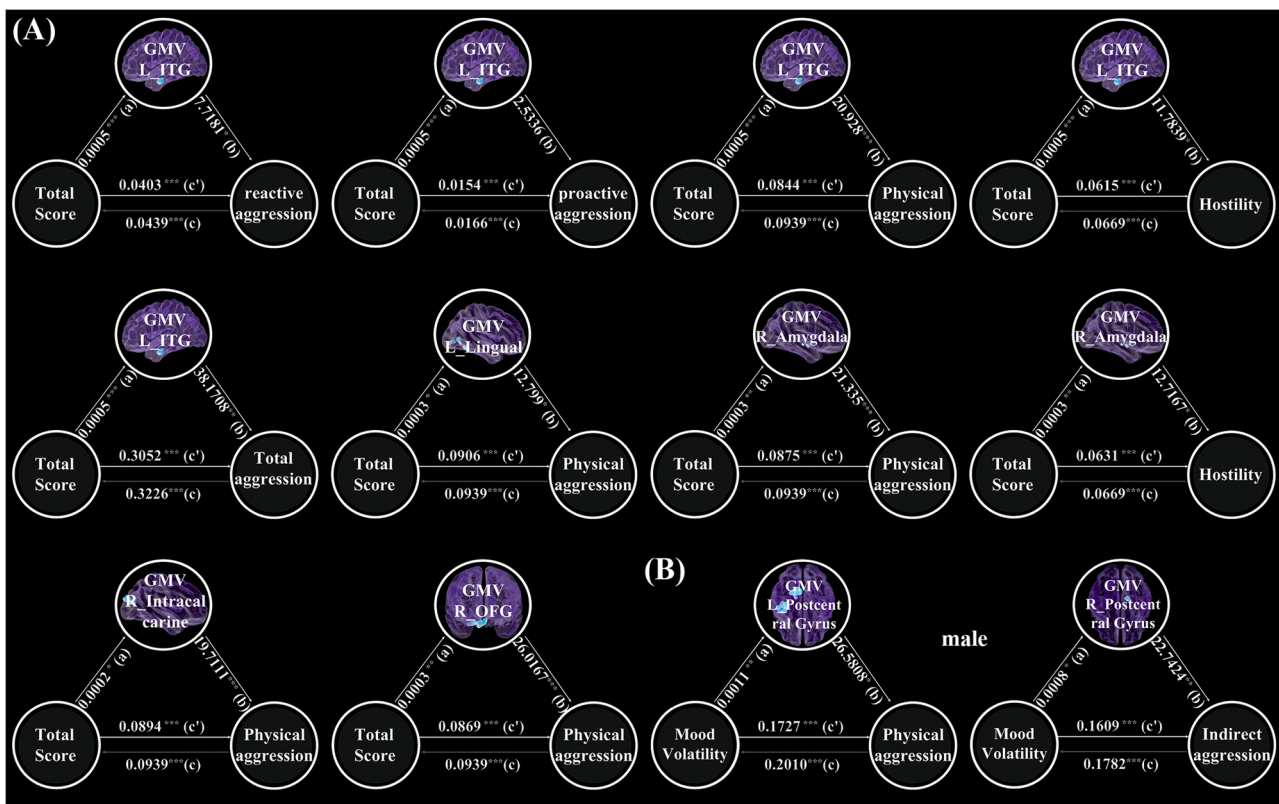 (A)
GMV
L_ITG
0.0005 *** (a)
7.7181* (b)
Total
Score
0.0403 *** (c')
0.0439***(c)
reactive
aggression
GMV
L_ITG
0.0005 *** (a)
2.5336 (b)
Total
Score
0.0154 *** (c')
0.0166***(c)
proactive
aggression
GMV
L_ITG
0.0005 *** (a)
20.928*** (b)
Total
Score
0.0844 *** (c')
0.0939***(c)
Physical
aggression
GMV
L_ITG
0.0005 *** (a)
11.7839* (b)
Total
Score
0.0615 *** (c')
0.0669***(c)
Hostility
GMV
L_ITG
0.0005 *** (a)
38.1708** (b)
Total
Score
0.3052 *** (c')
0.3226***(c)
Total
aggression
GMV
L_Lingual
0.0003 * (a)
12.799* (b)
Total
Score
0.0906 *** (c')
0.0939***(c)
Physical
aggression
GMV
R_Amygdala
0.0003 ** (a)
21.335*** (b)
Total
Score
0.0875 *** (c')
0.0939***(c)
Physical
aggression
GMV
R_Amygdala
0.0003 ** (a)
12.7167* (b)
Total
Score
0.0631 *** (c')
0.0669***(c)
Hostility
GMV
R_Intracal
carine
0.0002 * (a)
19.7111*** (b)
Total
Score
0.0894 *** (c')
0.0939***(c)
Physical
aggression
GMV
R_OFG
0.0003 ** (a)
26.0167*** (b)
Total
Score
0.0869 *** (c')
0.0939***(c)
Physical
aggression
(B)
GMV
L_Postcent
ral Gyrus
0.0011 ** (a)
26.5808* (b)
Mood
Volatility
0.1727 *** (c')
0.2010***(c)
Physical
aggression
male
GMV
R_Postcent
ral Gyrus
0.0008 * (a)
22.7424** (b)
Mood
Volatility
0.1609 *** (c')
0.1782***(c)
Indirect
aggression